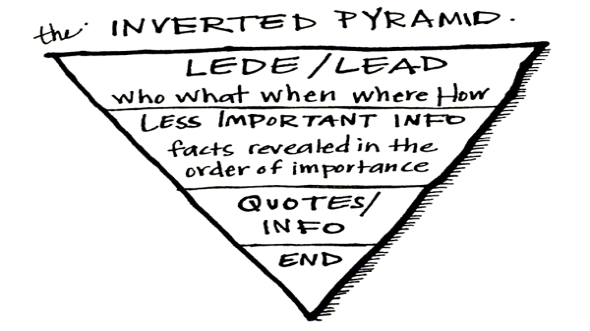 the INVERTED PYRAMID.
LEDE/LEAD
who what when where How
LESS IMPORTANT INFO
facts revealed in the
order of importance
QUOTES/
INFO
END